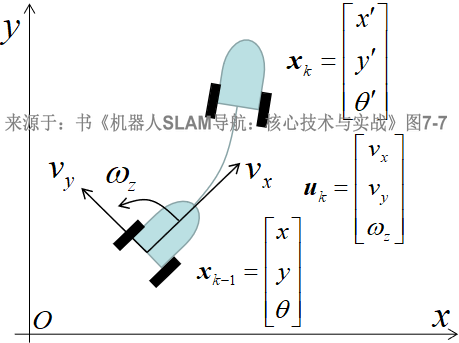 y
x_k = [x' y' θ']
来源于：书《机器人SLAM导航：核心技术与实战》图7-7
v_y ω_z v_x
u_k = [v_x v_y ω_z]
x_{k-1} = [x y θ]
O x